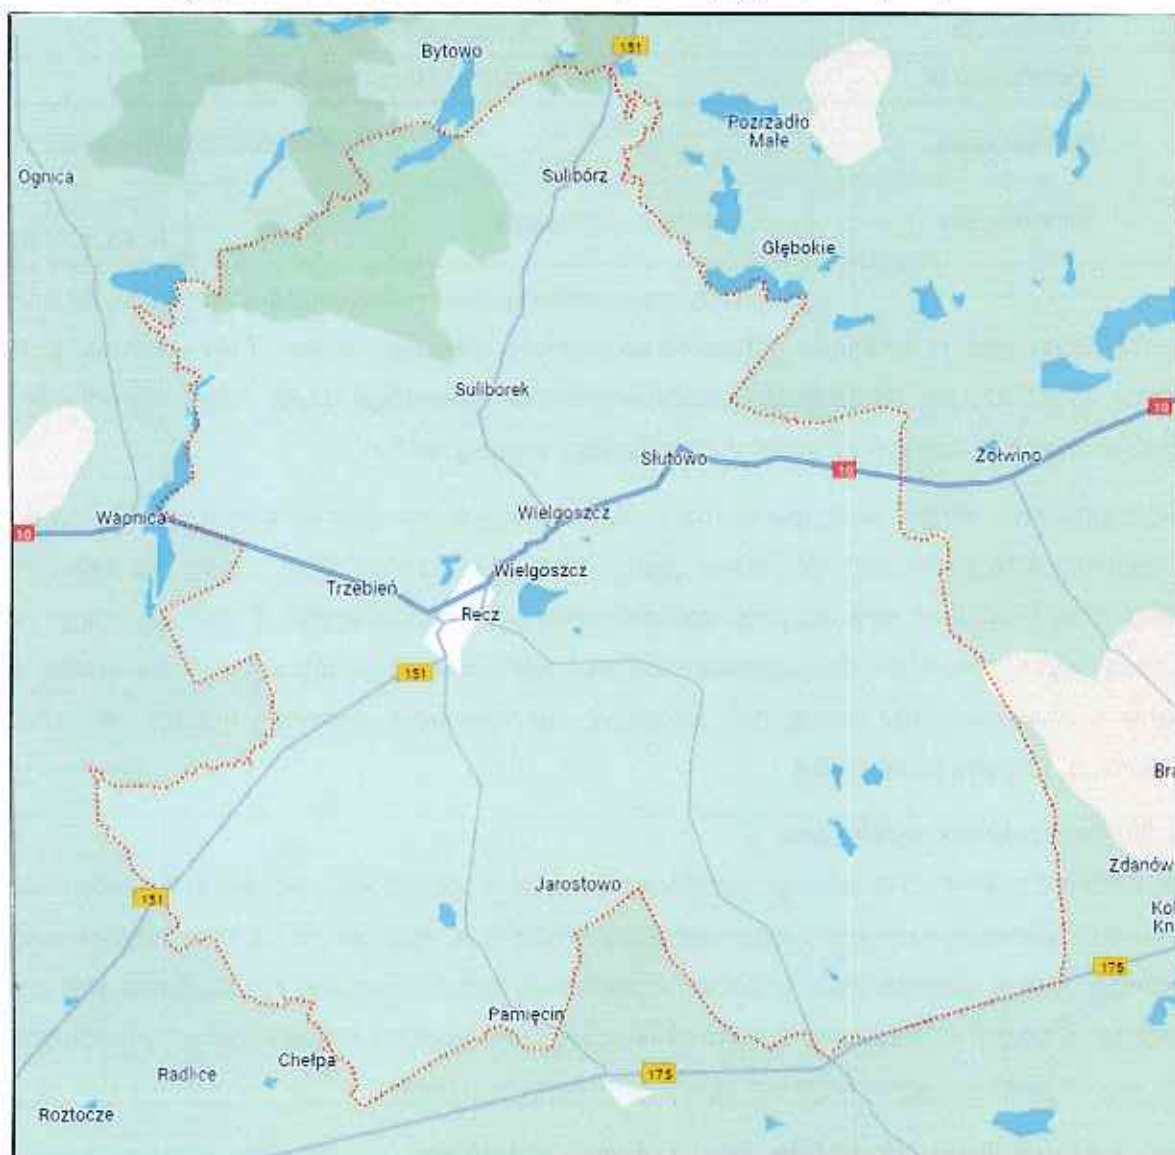 151
Bytowo
Pozrzadło
Małe
Ognica
Sulibórz
Głębokie
Suliborek
10
Słutowo
10
Żółwino
Wapnica
10
Wielgoszcz
Wielgoszcz
Trzebień
Recz
151
Bra
Zdanów
Jarostowo
151
Kol
Kn
175
Pamięcin
Chełpa
Radlice
175
Roztocze